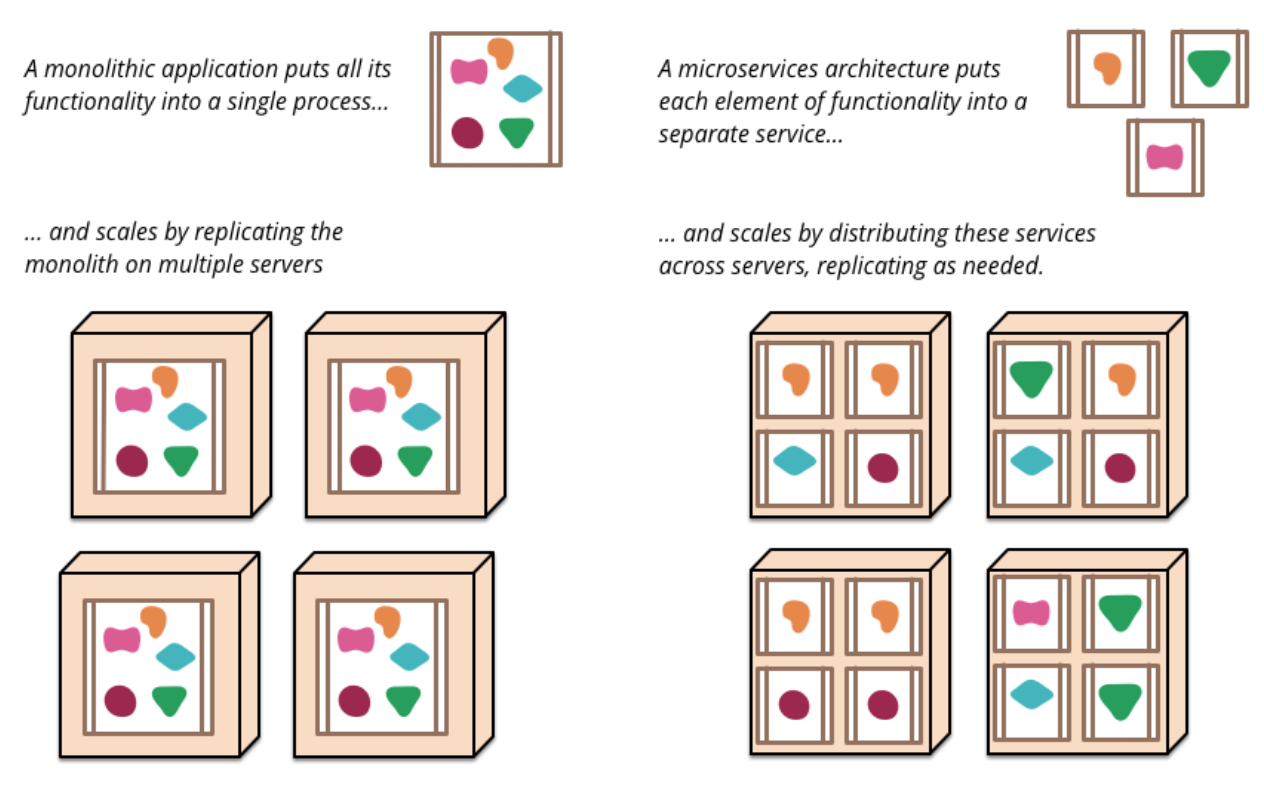 A monolithic application puts all its
functionality into a single process...
... and scales by replicating the
monolith on multiple servers
A microservices architecture puts
each element of functionality into a
separate service...
... and scales by distributing these services
across servers, replicating as needed.